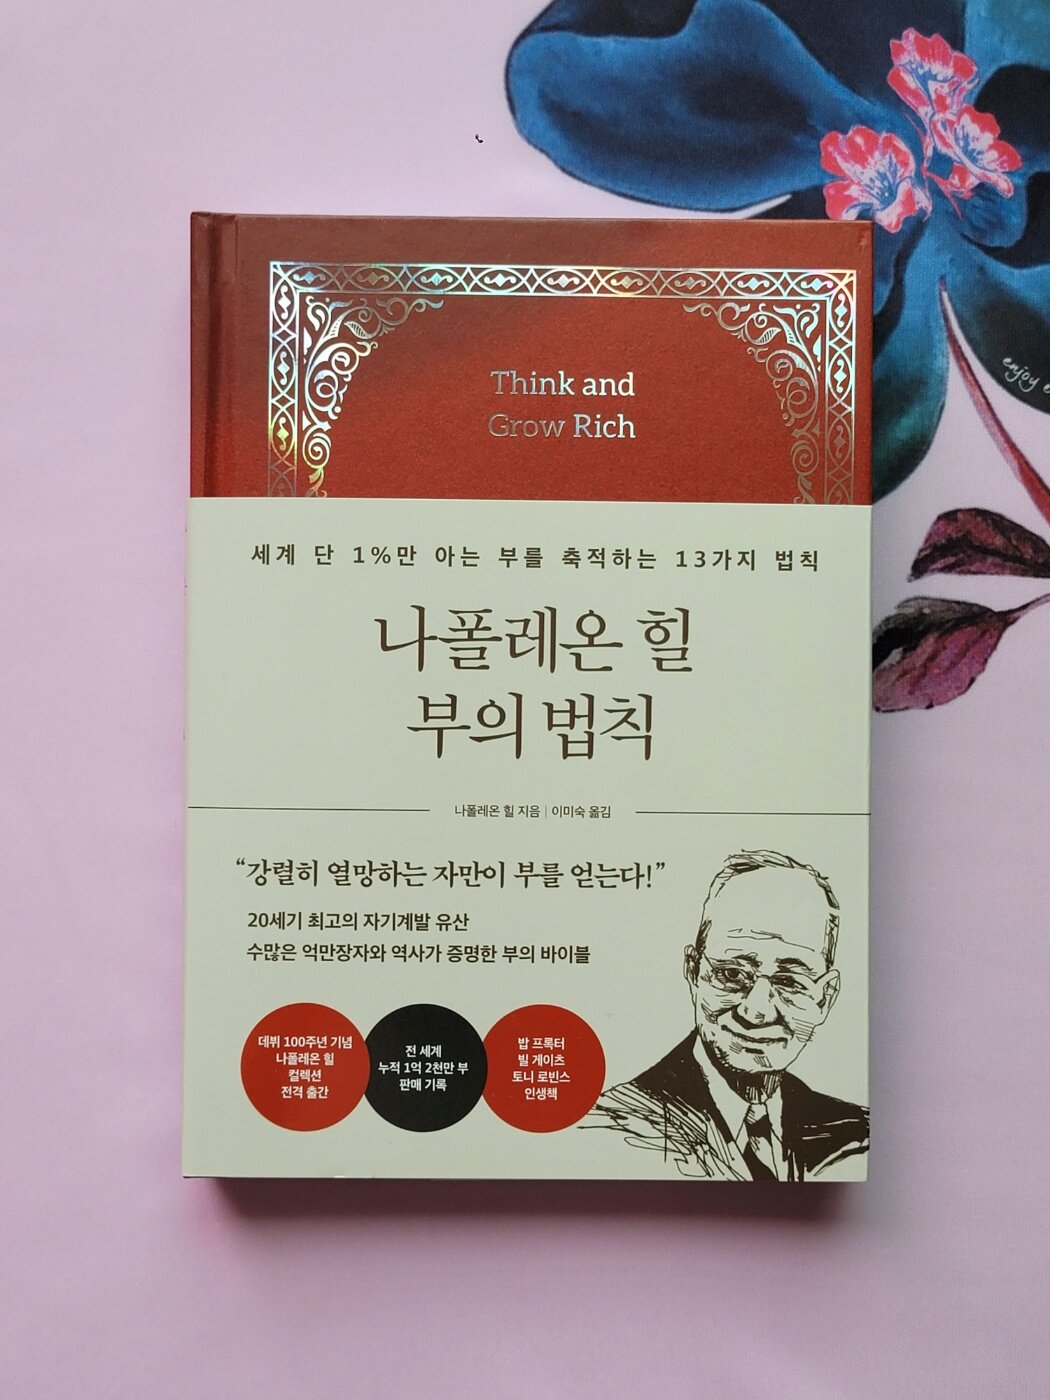 Think and
Grow Rich
세계 단 1%만 아는 부를 축적하는 13가지 법칙
나폴레온 힐
부의 법칙
나폴레온 힐 지음 | 이미숙 옮김
“강렬히 열망하는 자만이 부를 얻는다!”
20세기 최고의 자기계발 유산
수많은 억만장자와 역사가 증명한 부의 바이블
데뷔 100주년 기념
나폴레온 힐
컬렉션
전격 출간
전 세계
누적 1억 2천만 부
판매 기록
밥 프록터
빌 게이츠
토니 로빈스
인생책
enjoy